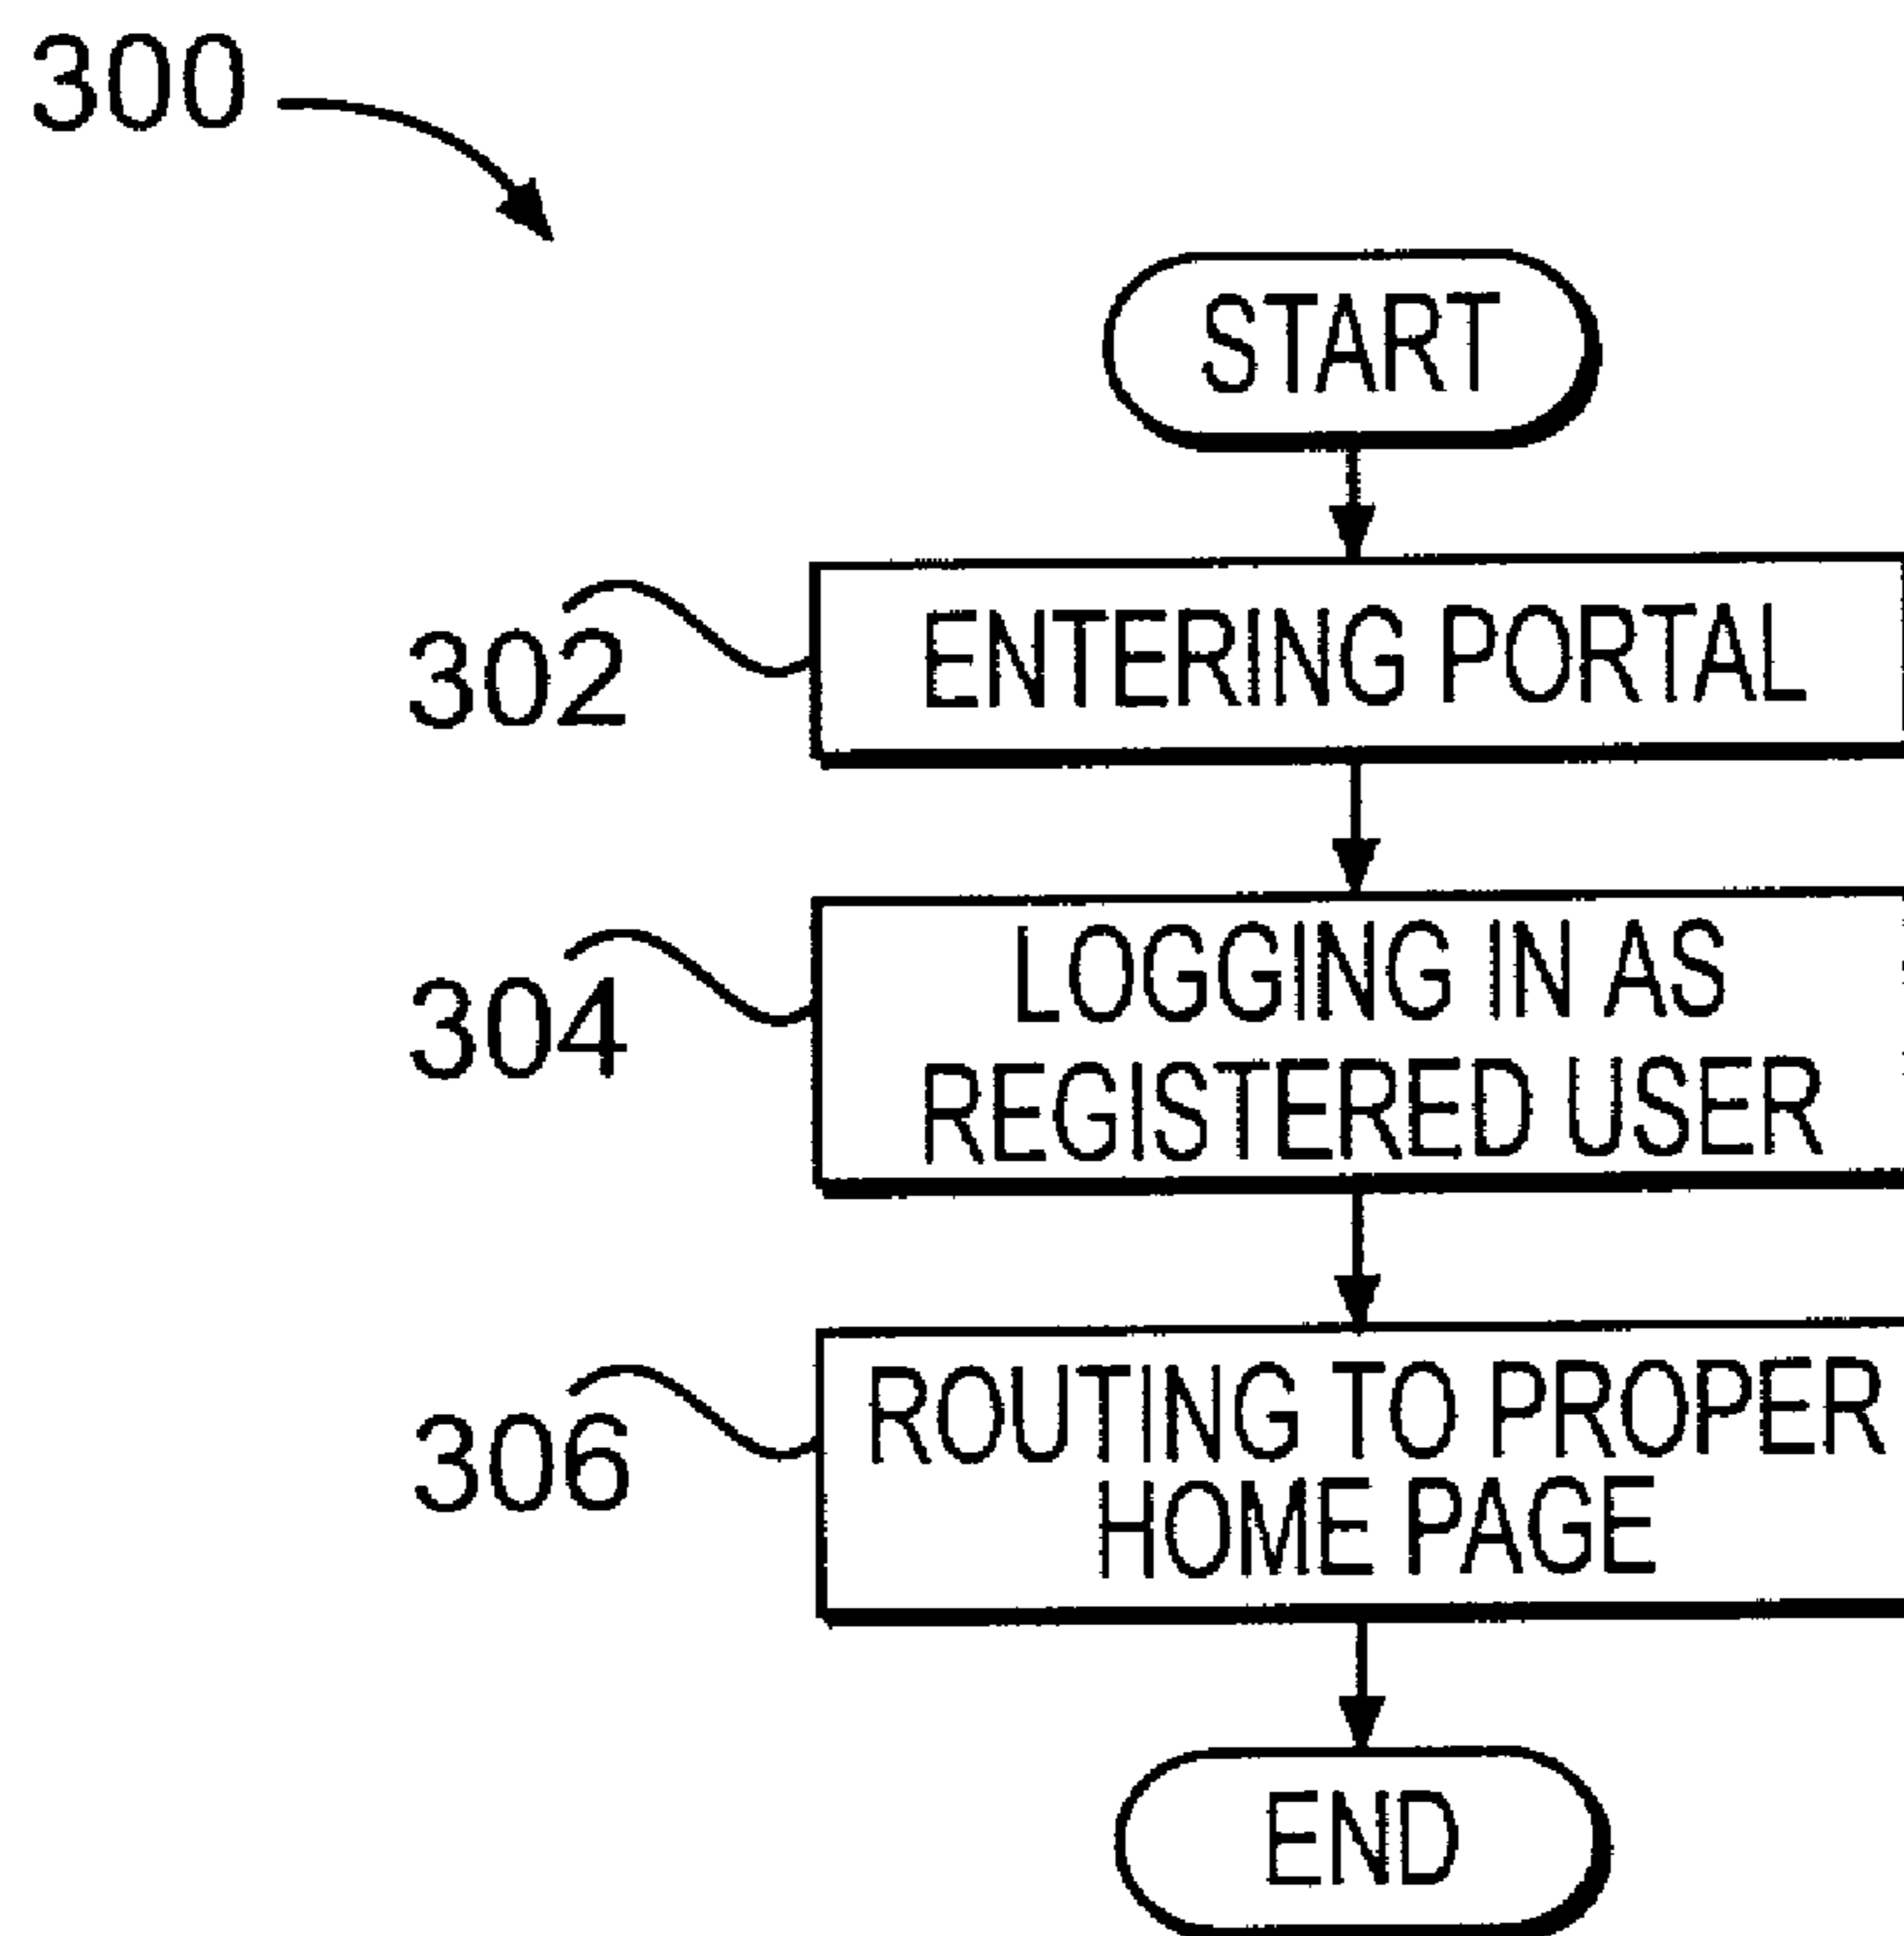 300
START
302
ENTERING PORTAL
304
LOGGING IN AS
REGISTERED USER
306
ROUTING TO PROPER
HOME PAGE
END